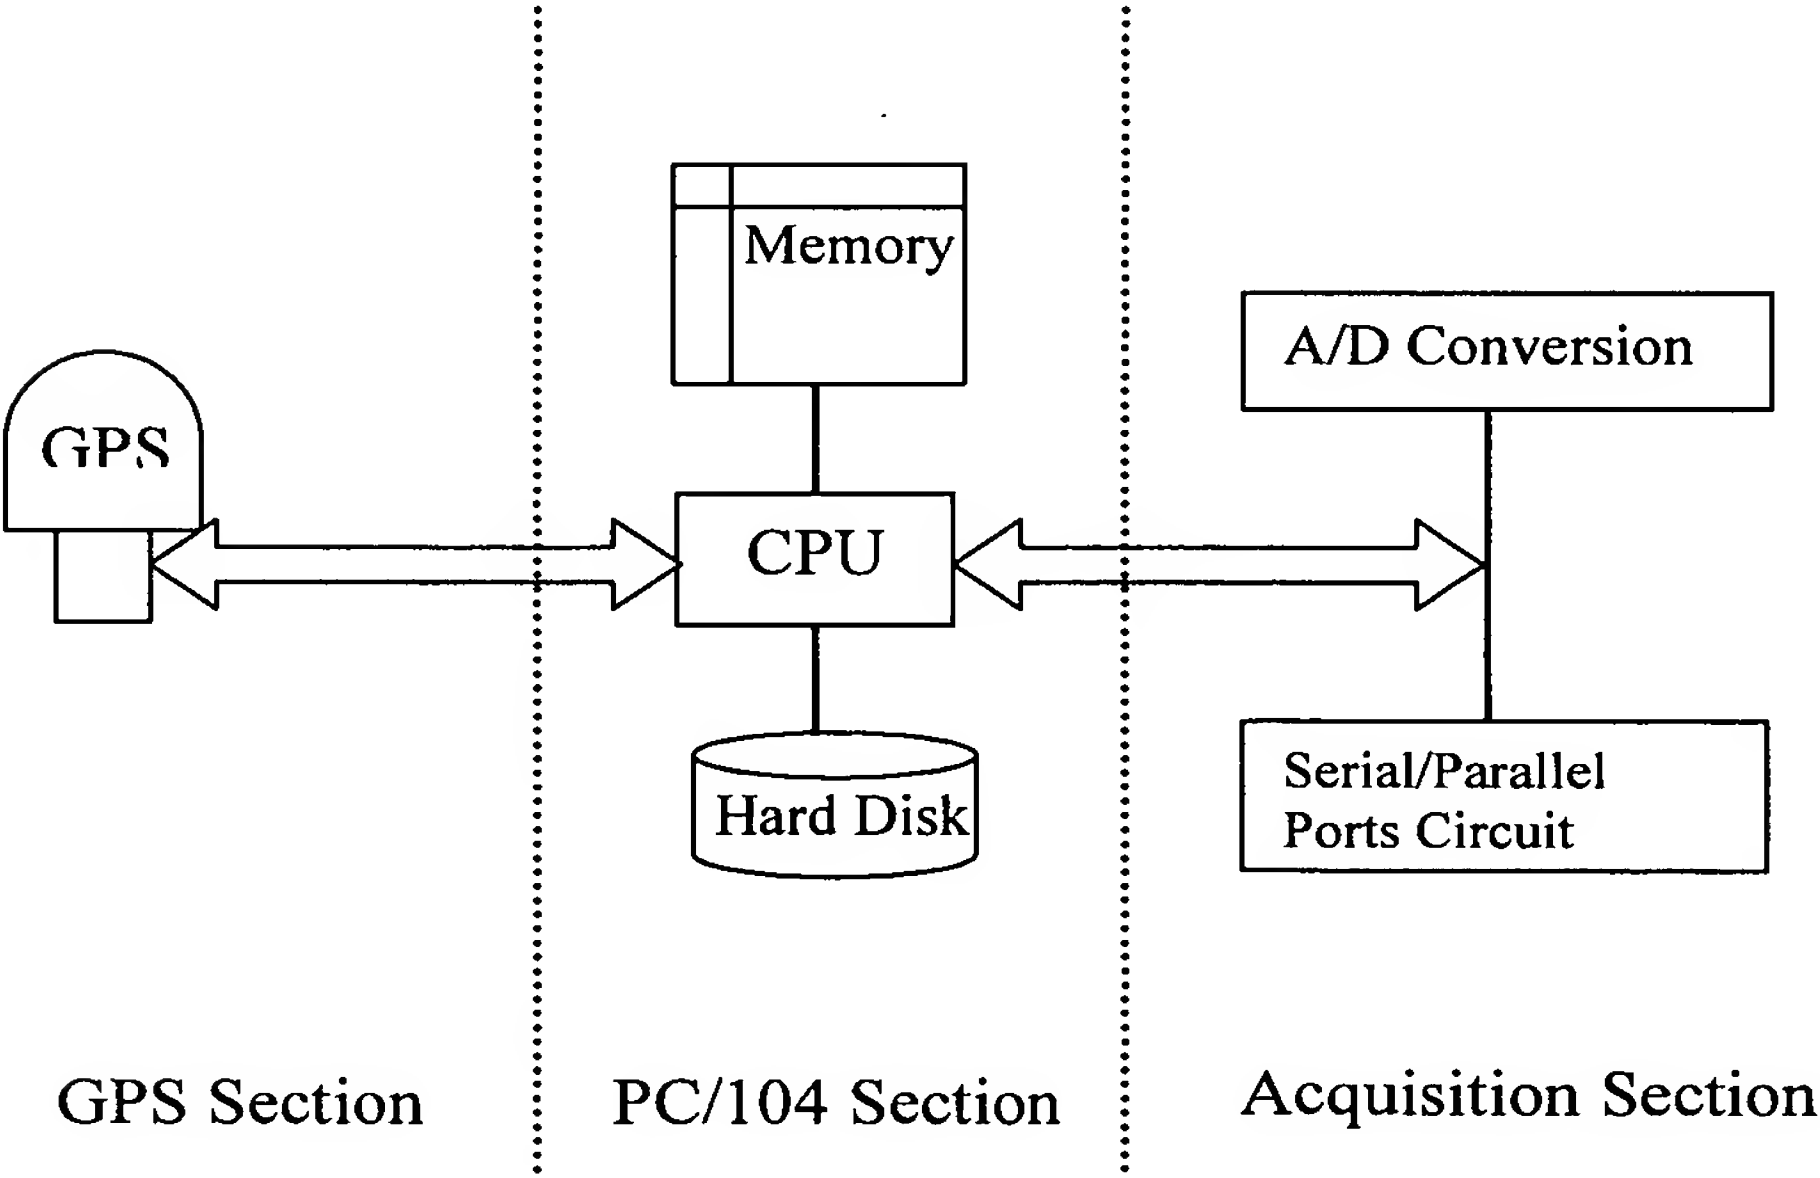 Memory
A/D Conversion
GPS
CPU
Serial/Parallel
Ports Circuit
Hard Disk
GPS Section
PC/104 Section
Acquisition Section